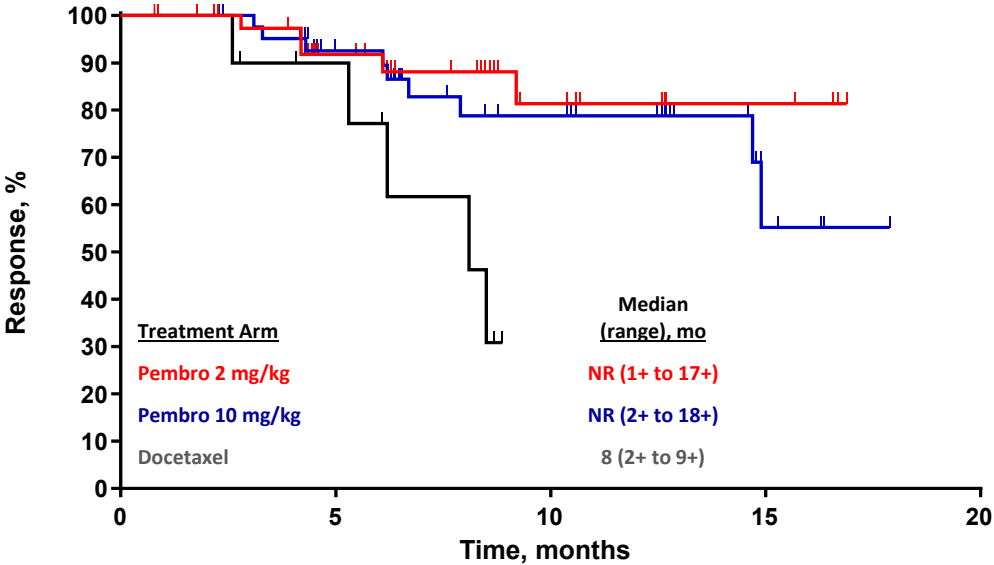 Response, %
100
90
80
70
60
50
40
30
20
10
0
Median
Treatment Arm (range), mo
Pembro 2 mg/kg NR (1+ to 17+)
Pembro 10 mg/kg NR (2+ to 18+)
Docetaxel 8 (2+ to 9+)
0 5 10 15 20
Time, months